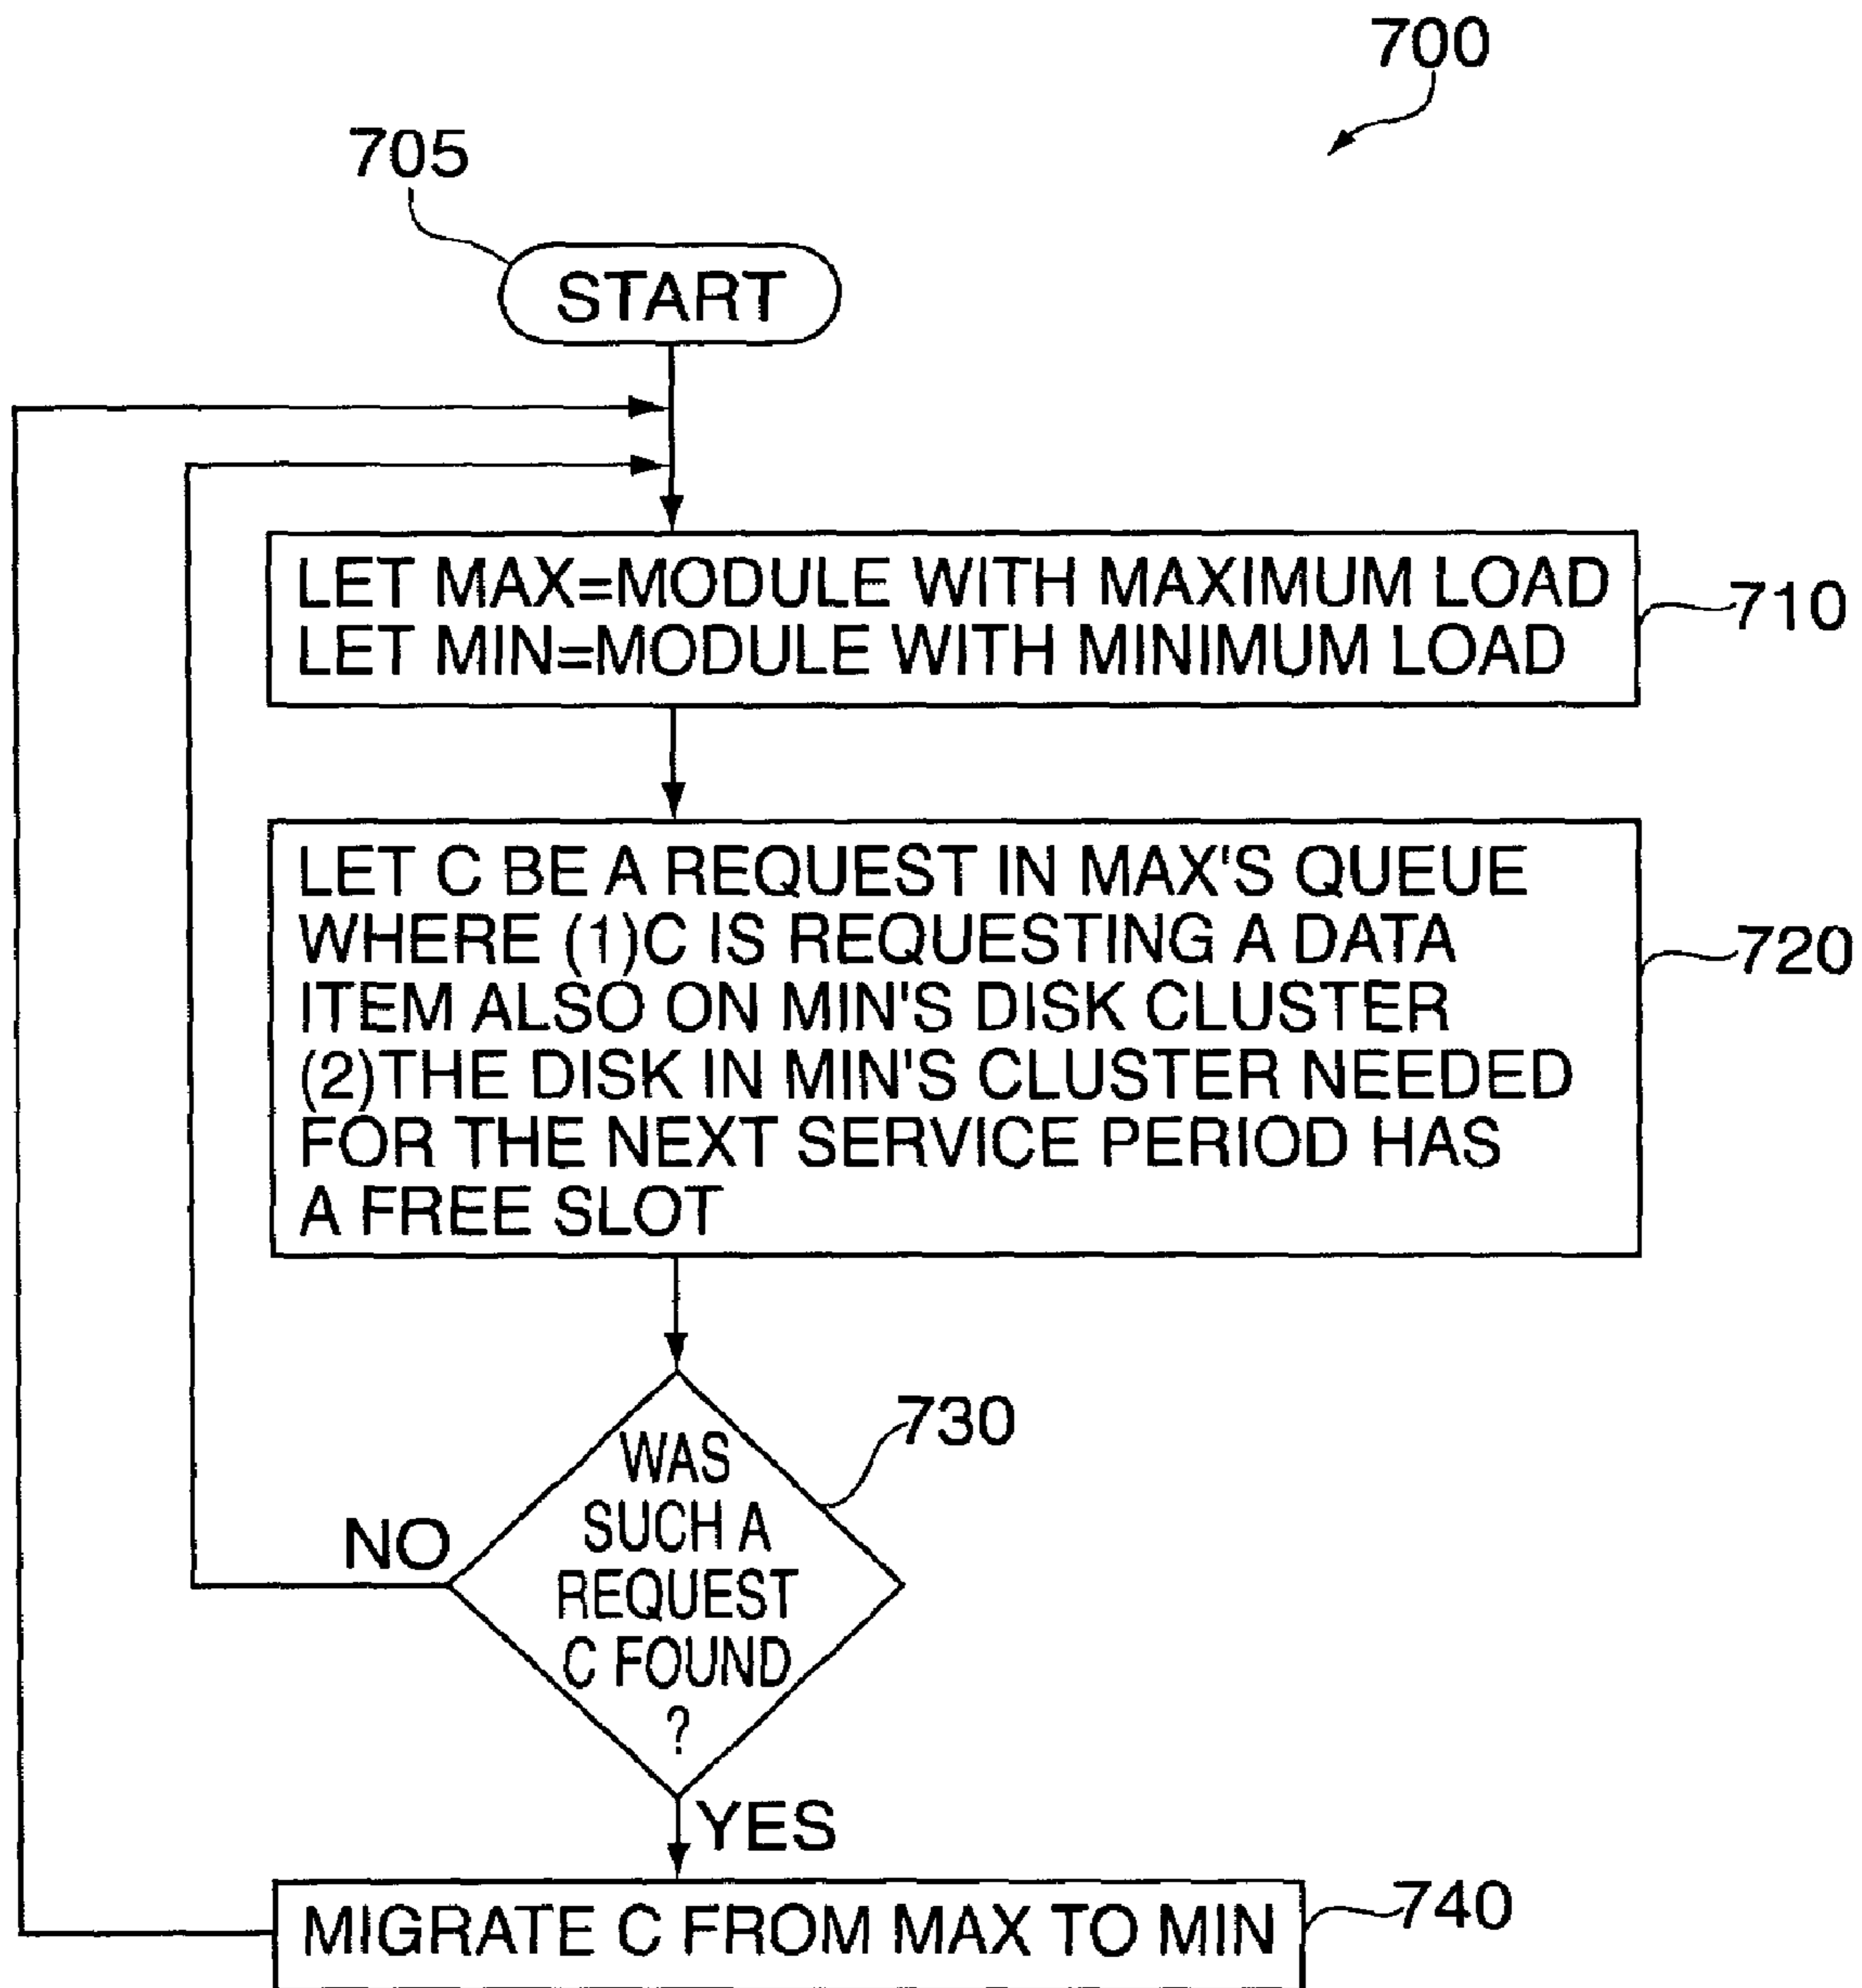 700
705
START
LET MAX=MODULE WITH MAXIMUM LOAD
LET MIN=MODULE WITH MINIMUM LOAD
710
LET C BE A REQUEST IN MAX'S QUEUE
WHERE (1)C IS REQUESTING A DATA
ITEM ALSO ON MIN'S DISK CLUSTER
(2)THE DISK IN MIN'S CLUSTER NEEDED
FOR THE NEXT SERVICE PERIOD HAS
A FREE SLOT
720
730
WAS
SUCH A
REQUEST
C FOUND
?
NO
YES
MIGRATE C FROM MAX TO MIN
740